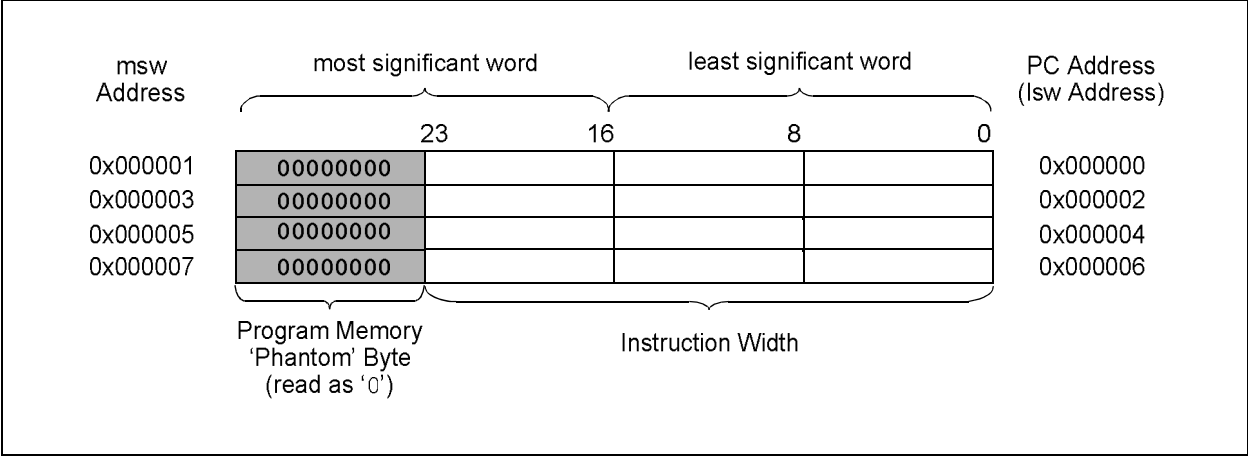 msw
Address
most significant word
least significant word
PC Address
(lsw Address)
23
16
8
0
0x000001
00000000
0x000000
0x000003
00000000
0x000002
0x000005
00000000
0x000004
0x000007
00000000
0x000006
Program Memory
‘Phantom’ Byte
(read as ‘0’)
Instruction Width